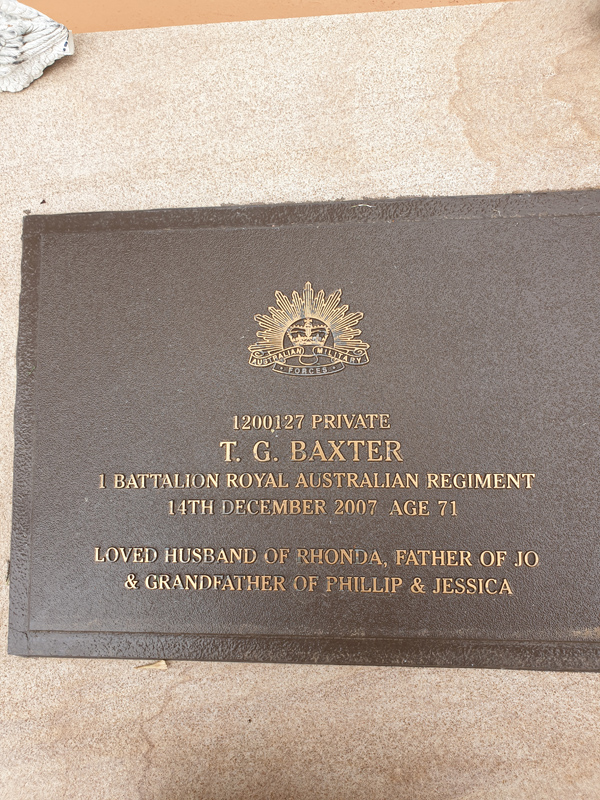 AUSTRALIAN MILITARY
FORCES
1200127 PRIVATE
T. G. BAXTER
1 BATTALION ROYAL AUSTRALIAN REGIMENT
14TH DECEMBER 2007 AGE 71
LOVED HUSBAND OF RHONDA, FATHER OF JO
& GRANDFATHER OF PHILLIP & JESSICA